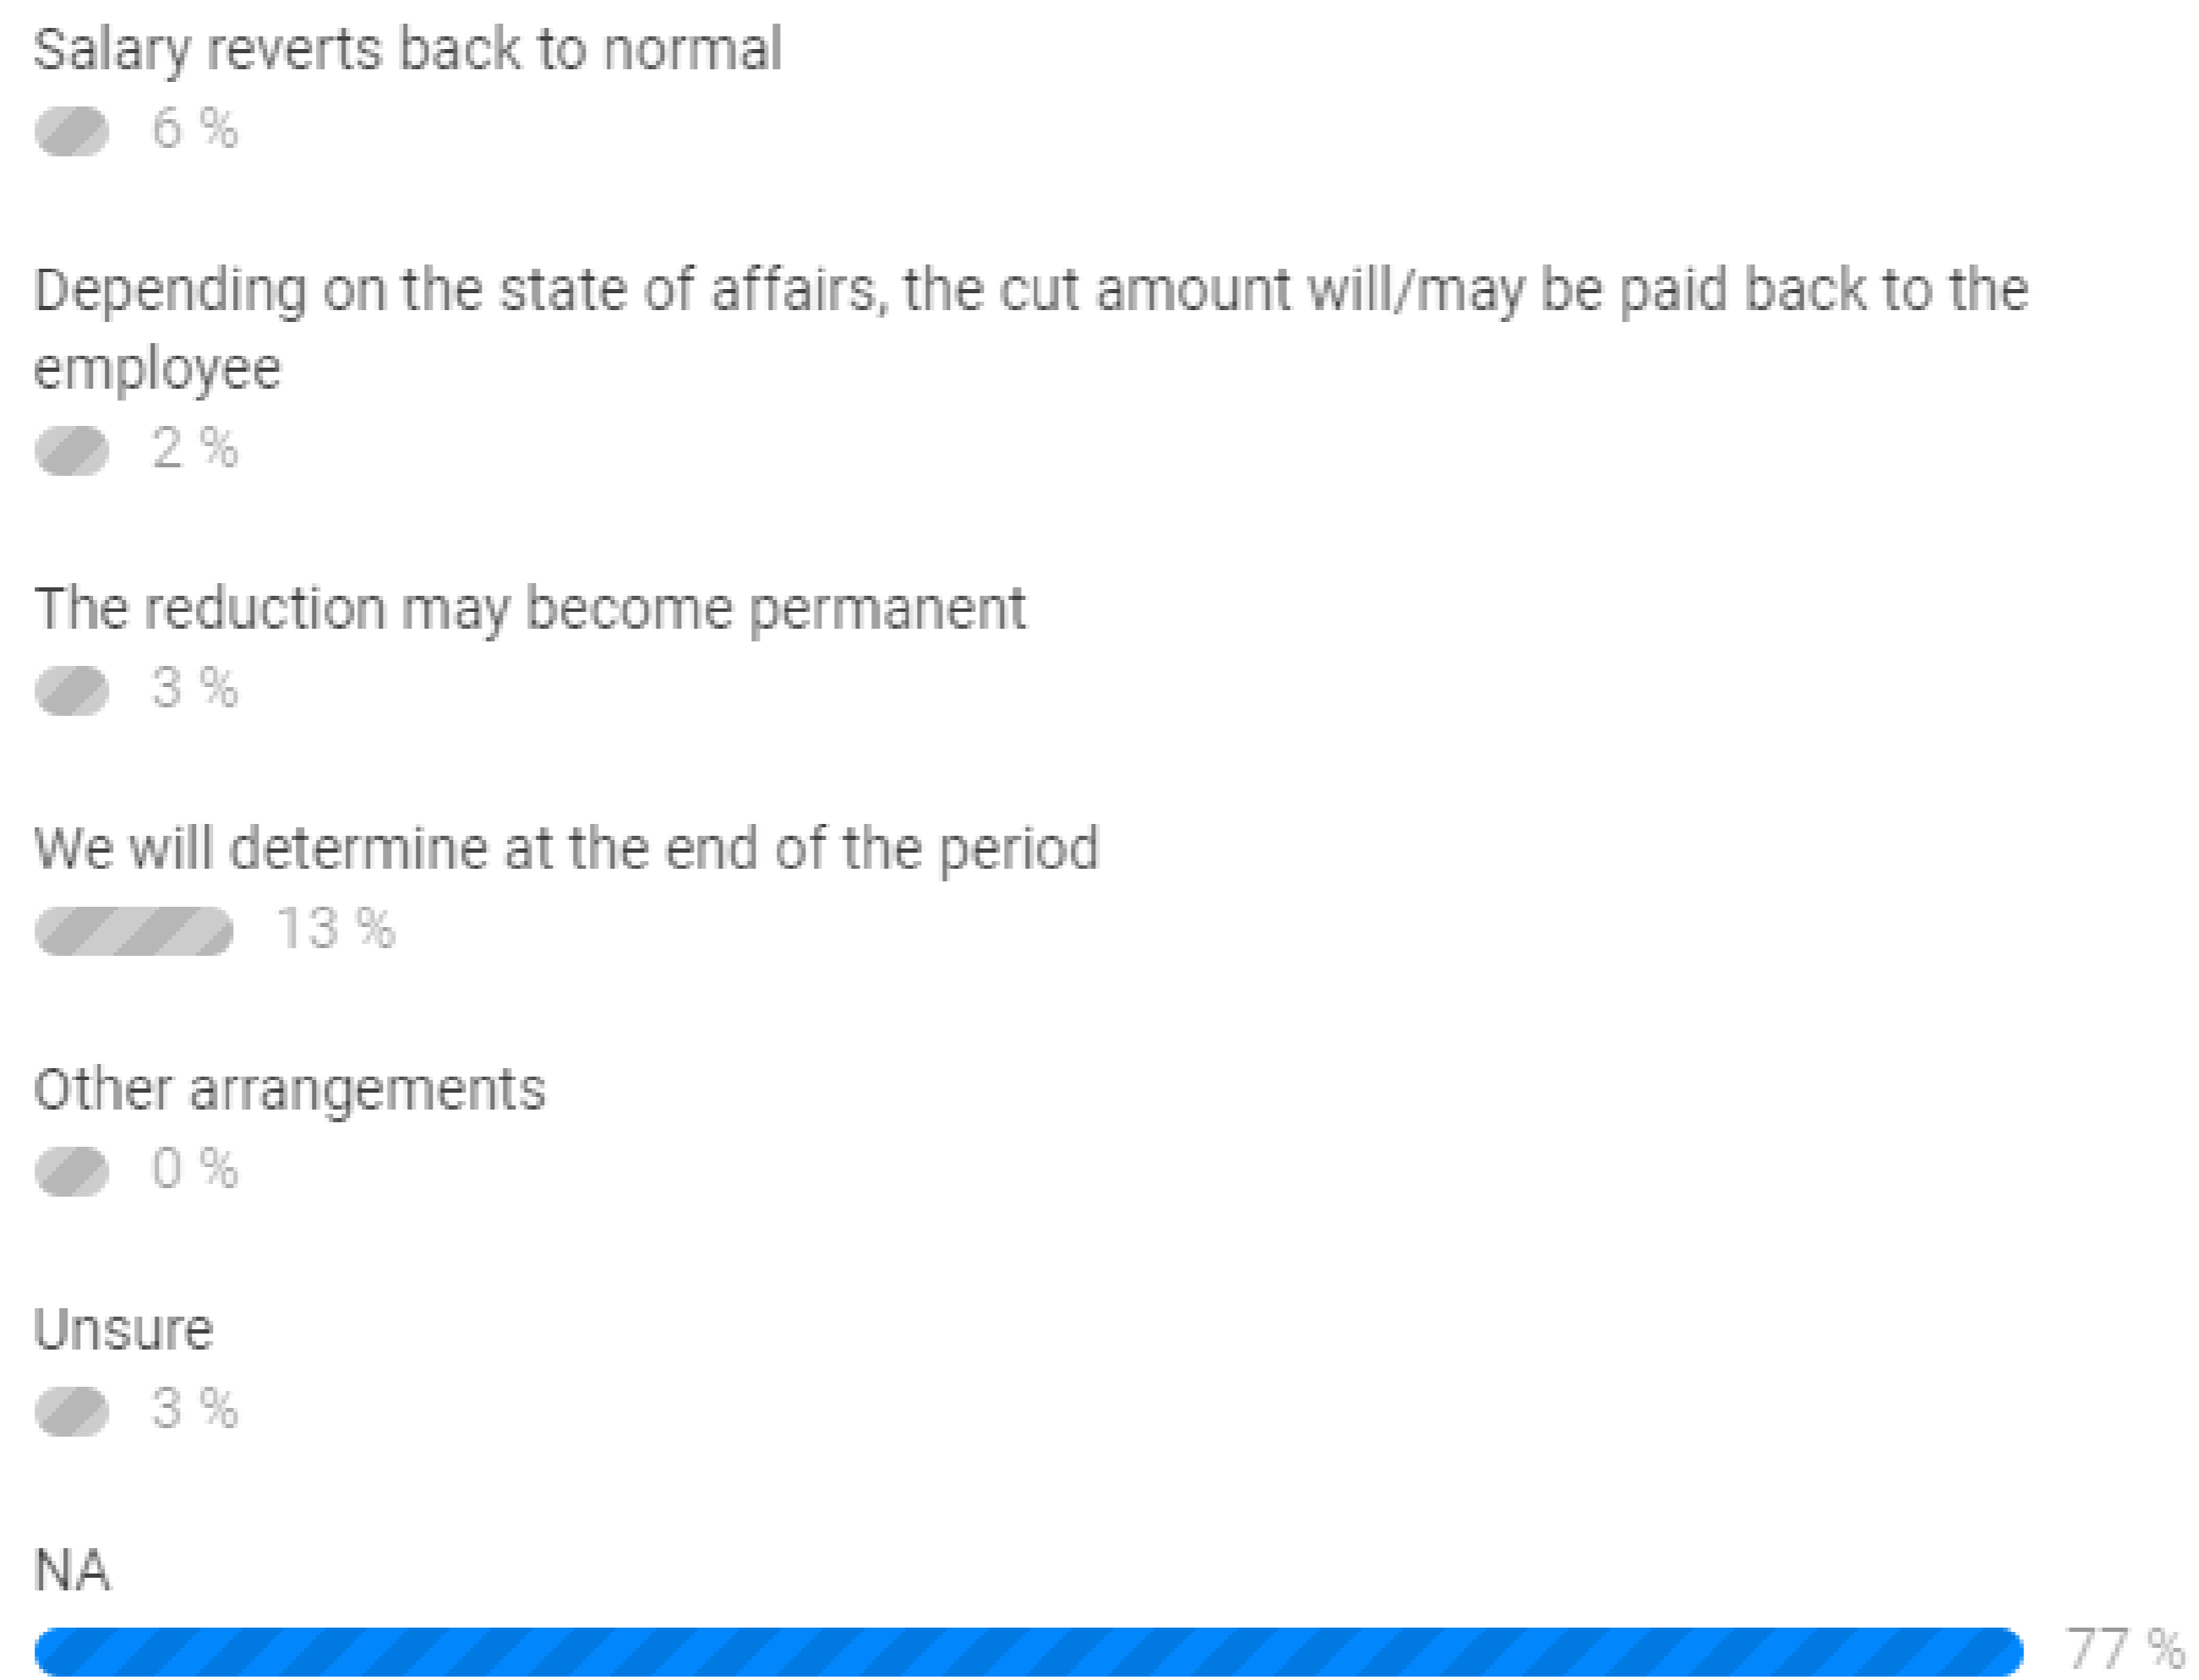 Salary reverts back to normal
6 %
Depending on the state of affairs, the cut amount will/may be paid back to the
employee
2 %
The reduction may become permanent
3 %
We will determine at the end of the period
13 %
Other arrangements
0 %
Unsure
3 %
NA
77 %